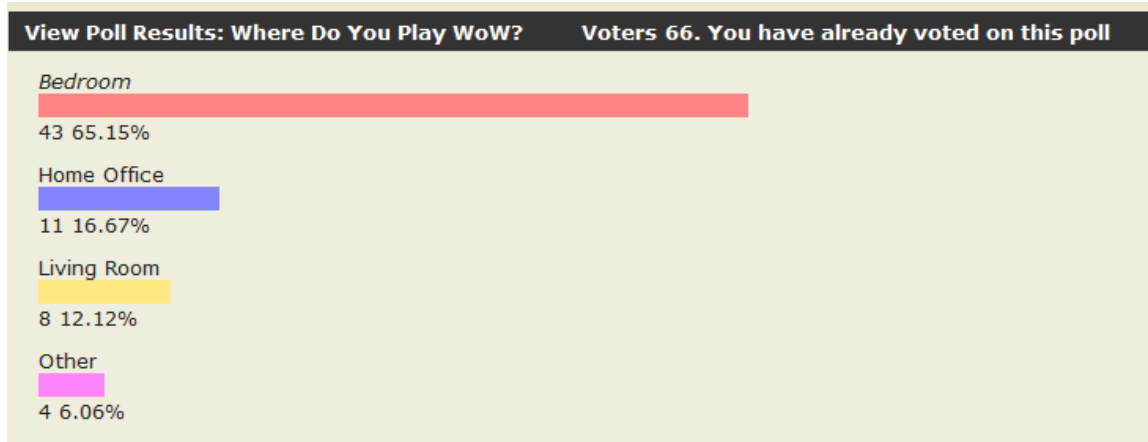 View Poll Results: Where Do You Play WoW? Voters 66. You have already voted on this poll
Bedroom
43 65.15%
Home Office
11 16.67%
Living Room
8 12.12%
Other
4 6.06%